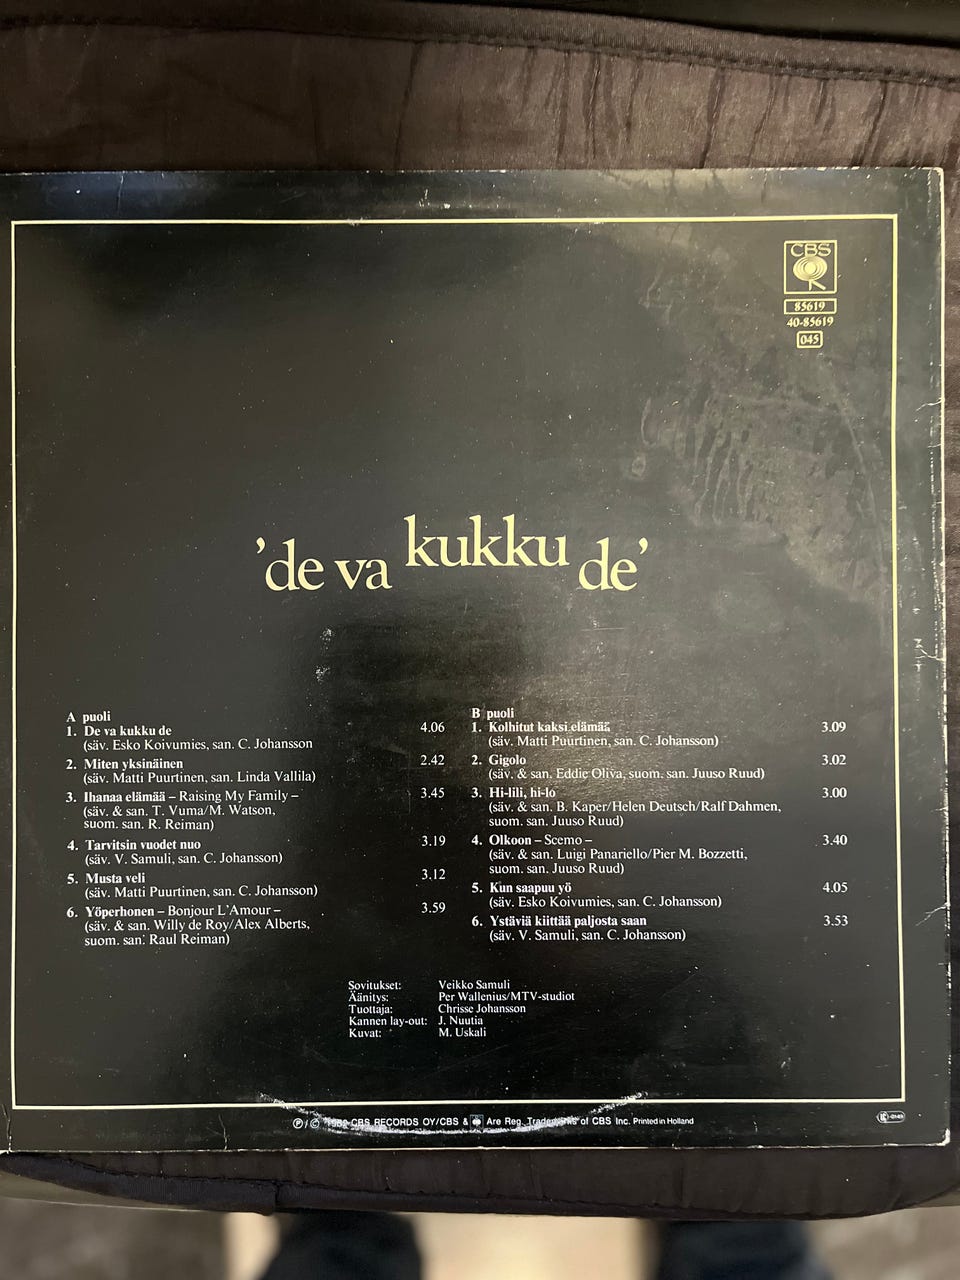 CBS
85619
40-85619
045
'de va kukku de'
A puoli
1. De va kukku de 4.06
(säv. Esko Koivumies, san. C. Johansson
2. Miten yksinäinen 2.42
(säv. Matti Puurtinen, san. Linda Vallila)
3. Ihanaa elämää – Raising My Family – 3.45
(säv. & san. T. Vuma/M. Watson,
suom. san. R. Reiman)
4. Tarvitsin vuodet nuo 3.19
(säv. V. Samuli, san. C. Johansson)
5. Musta veli 3.12
(säv. Matti Puurtinen, san. C. Johansson)
6. Yöperhonen – Bonjour L'Amour – 3.59
(säv. & san. Willy de Roy/Alex Alberts,
suom. san. Raul Reiman)
B puoli
1. Kolhitut kaksi elämää 3.09
(säv. Matti Puurtinen, san. C. Johansson)
2. Gigolo 3.02
(säv. & san. Eddie Oliva, suom. san. Juuso Ruud)
3. Hi-lili, hi-lo 3.00
(säv. & san. B. Kaper/Helen Deutsch/Ralf Dahmen,
suom. san. Juuso Ruud)
4. Olkoon – Scemo – 3.40
(säv. & san. Luigi Panariello/Pier M. Bozzetti,
suom. san. Juuso Ruud)
5. Kun saapuu yö 4.05
(säv. Esko Koivumies, san. C. Johansson)
6. Ystäviä kiittää paljosta saan 3.53
(säv. V. Samuli, san. C. Johansson)
Sovitukset: Veikko Samuli
Äänitys: Per Wallenius/MTV-studiot
Tuottaja: Chrisse Johansson
Kannen lay-out: J. Nuutia
Kuvat: M. Uskali
℗/© CBS RECORDS OY/CBS & Are Reg. Trademarks of CBS Inc. Printed in Holland